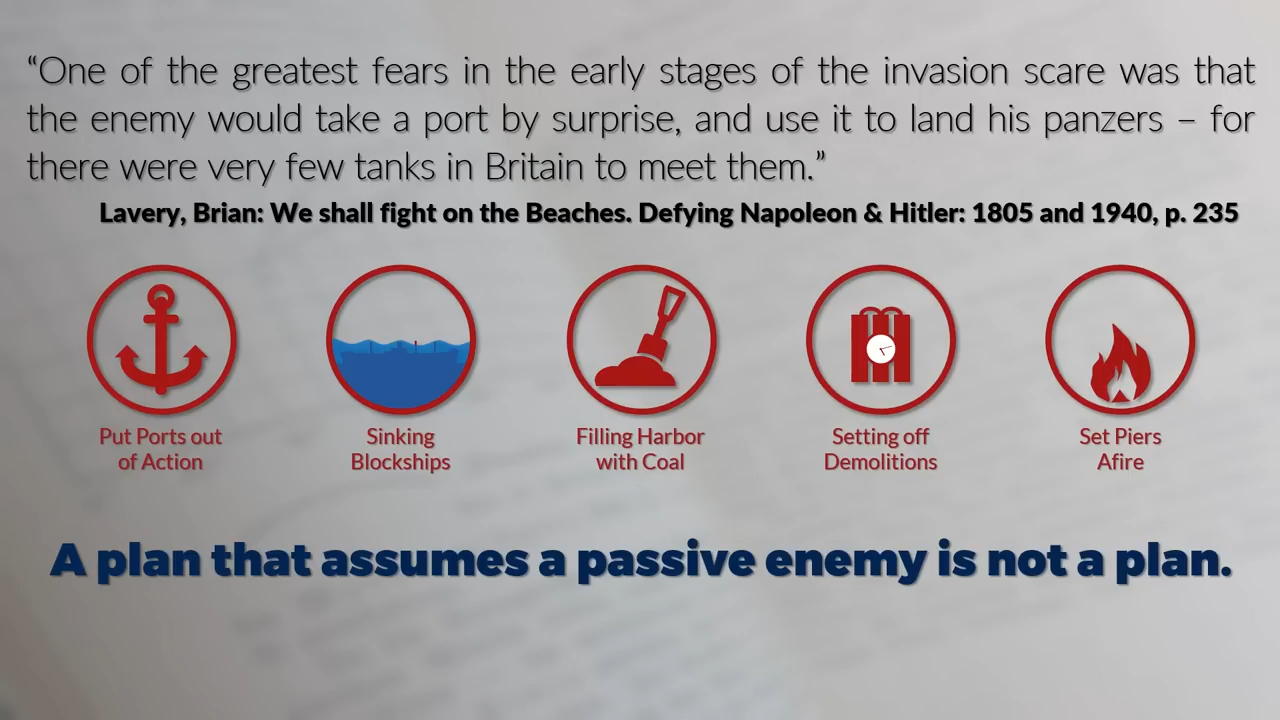 “One of the greatest fears in the early stages of the invasion scare was that
the enemy would take a port by surprise, and use it to land his panzers – for
there were very few tanks in Britain to meet them.”
Lavery, Brian: We shall fight on the Beaches. Defying Napoleon & Hitler: 1805 and 1940, p. 235
Put Ports out
of Action
Sinking
Blockships
Filling Harbor
with Coal
Setting off
Demolitions
Set Piers
Afire
A plan that assumes a passive enemy is not a plan.